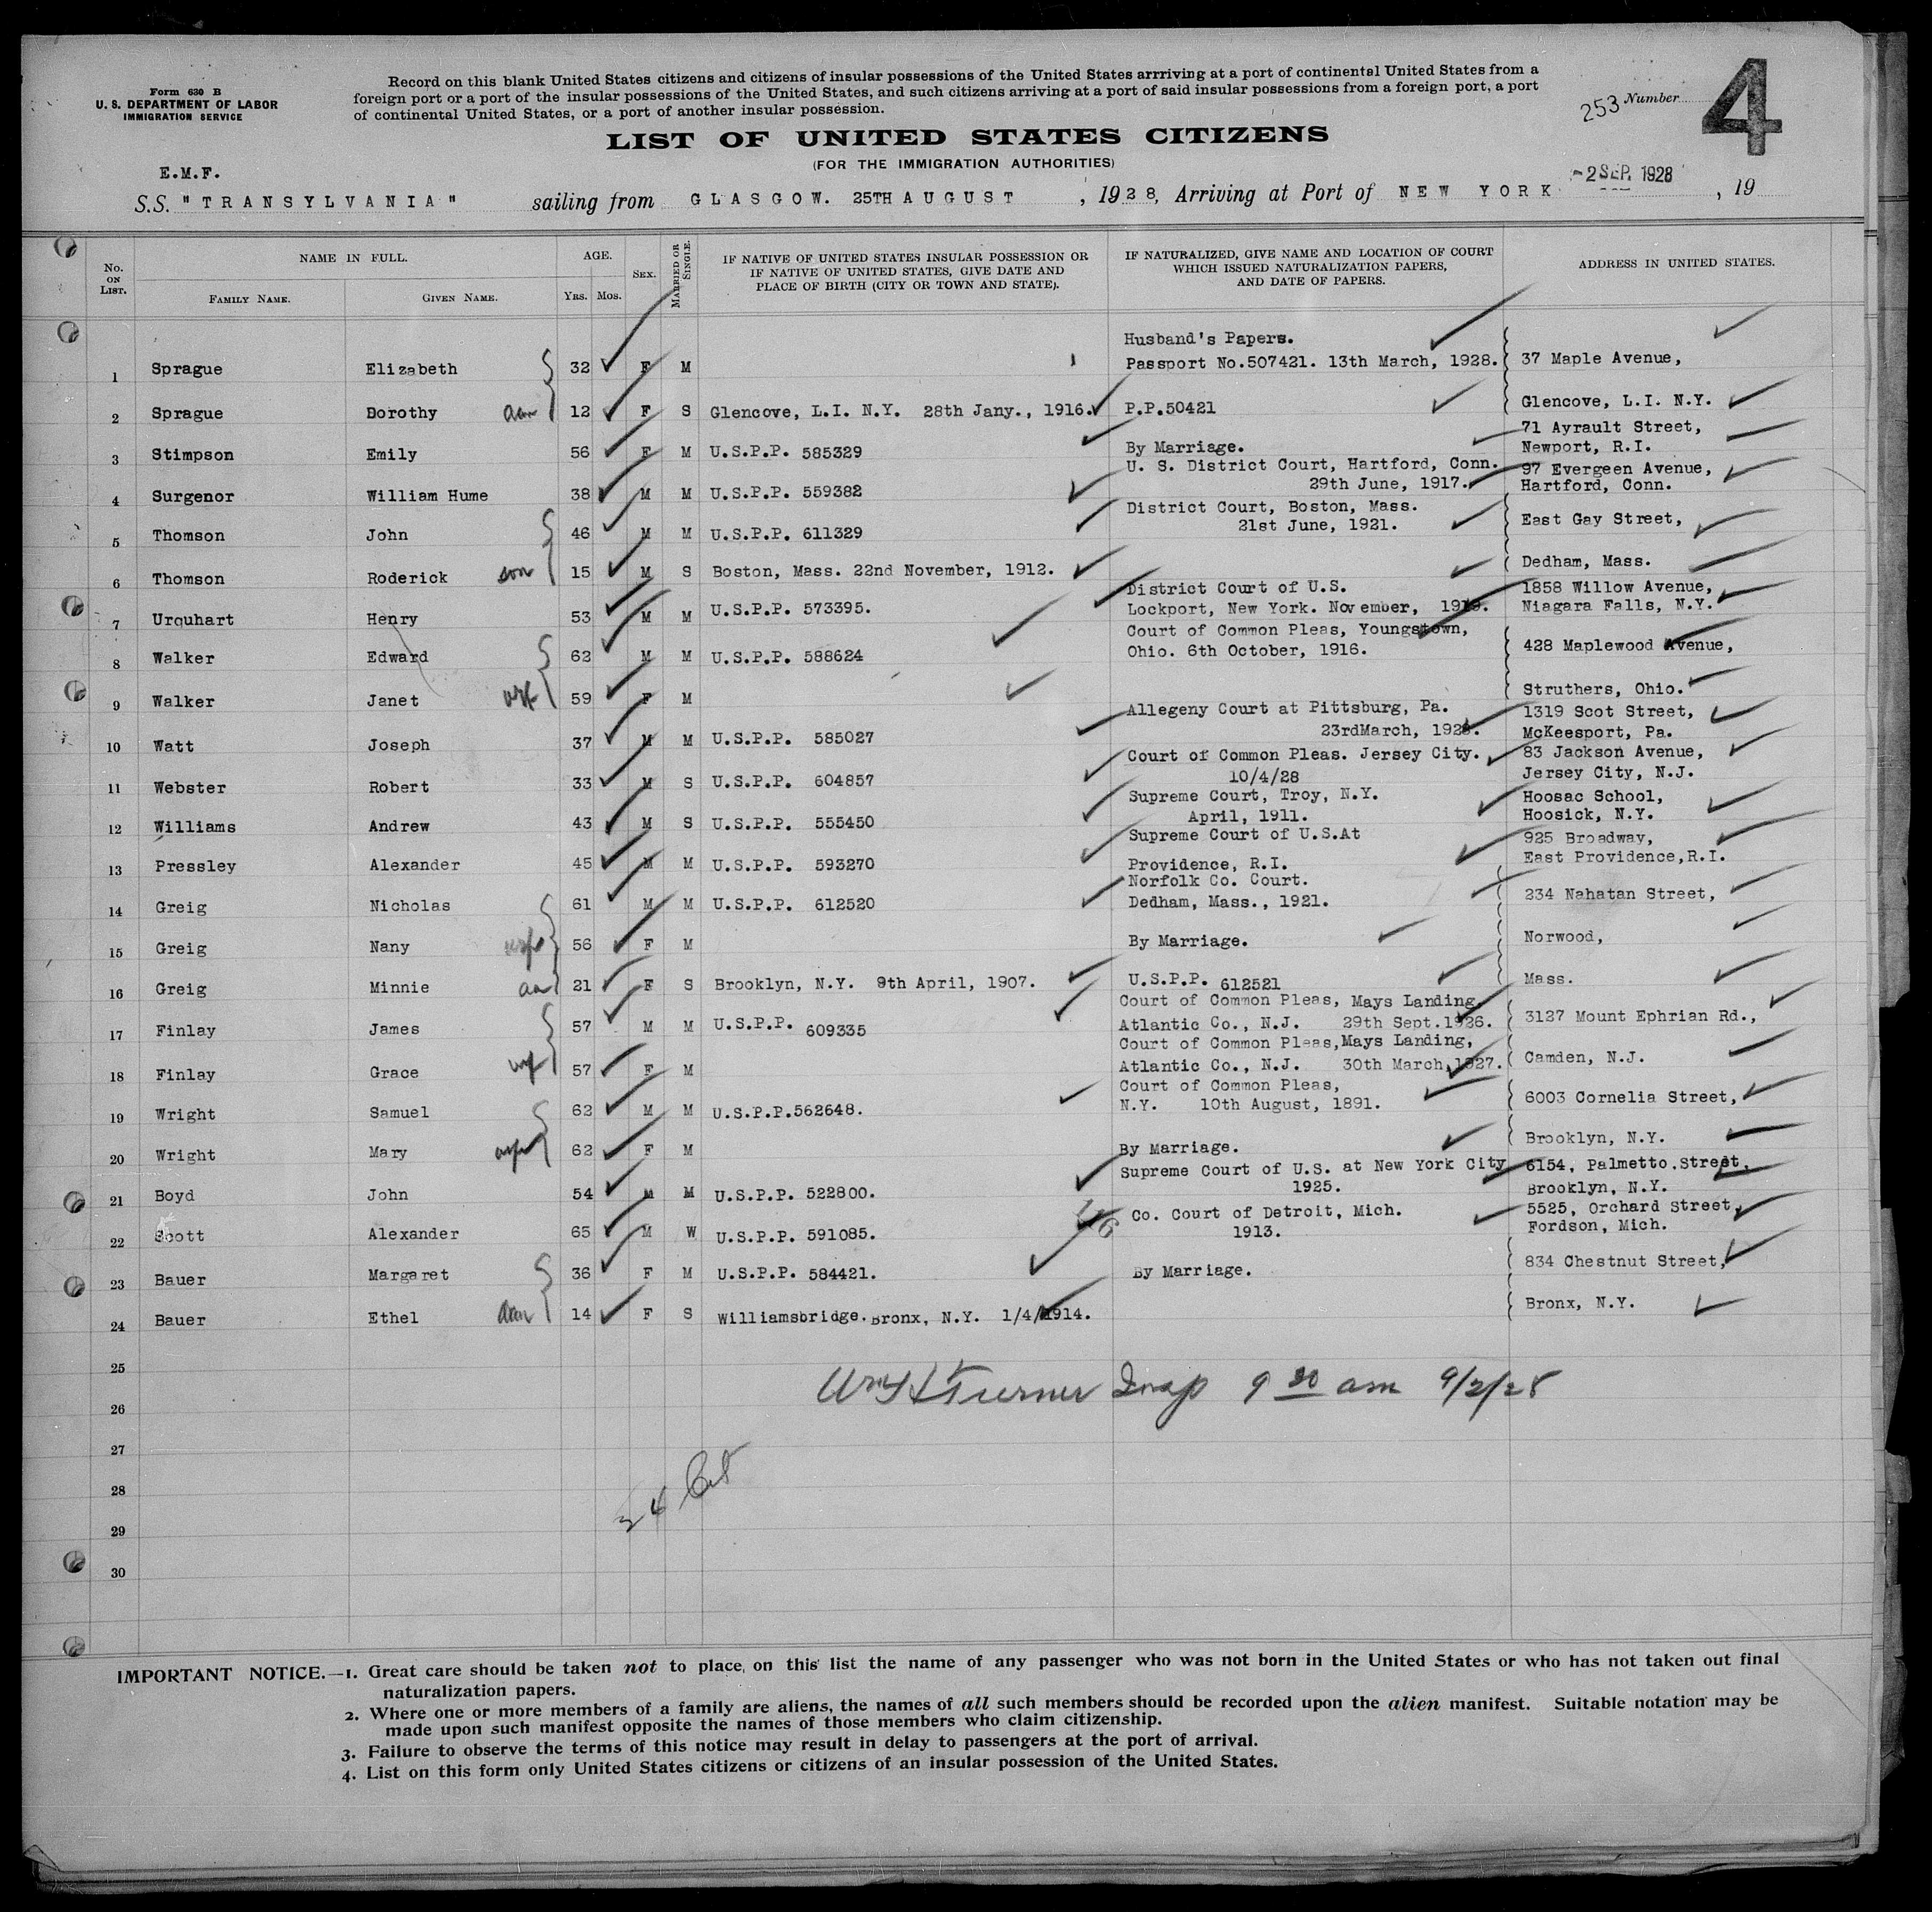 Form 630 B
U. S. DEPARTMENT OF LABOR
IMMIGRATION SERVICE
Record on this blank United States citizens and citizens of insular possessions of the United States arrriving at a port of continental United States from a
foreign port or a port of the insular possessions of the United States, and such citizens arriving at a port of said insular possessions from a foreign port, a port
of continental United States, or a port of another insular possession.
253 Number 4
LIST OF UNITED STATES CITIZENS
(FOR THE IMMIGRATION AUTHORITIES)
E.M.F.
S.S. "TRANSYLVANIA" sailing from GLASGOW. 25TH AUGUST, 1928, Arriving at Port of NEW YORK -2 SEP. 1928, 19
No. ON LIST. NAME IN FULL. AGE. SEX. MARRIED OR SINGLE. IF NATIVE OF UNITED STATES INSULAR POSSESSION OR IF NATIVE OF UNITED STATES, GIVE DATE AND PLACE OF BIRTH (CITY OR TOWN AND STATE). IF NATURALIZED, GIVE NAME AND LOCATION OF COURT WHICH ISSUED NATURALIZATION PAPERS, AND DATE OF PAPERS. ADDRESS IN UNITED STATES.
FAMILY NAME. GIVEN NAME. YRS. MOS.
Husband's Papers.
1 Sprague Elizabeth 32 F M Passport No.507421. 13th March, 1928. 37 Maple Avenue,
2 Sprague Dorothy 12 F S Glencove, L.I. N.Y. 28th Jany., 1916. P.P.50421 Glencove, L.I. N.Y.
71 Ayrault Street,
3 Stimpson Emily 56 F M U.S.P.P. 585329 By Marriage. Newport, R.I.
U. S. District Court, Hartford, Conn. 97 Evergeen Avenue,
4 Surgenor William Hume 38 M M U.S.P.P. 559382 29th June, 1917. Hartford, Conn.
District Court, Boston, Mass.
5 Thomson John 46 M M U.S.P.P. 611329 21st June, 1921. East Gay Street,
6 Thomson Roderick son 15 M S Boston, Mass. 22nd November, 1912. Dedham, Mass.
District Court of U.S. 1858 Willow Avenue,
7 Urquhart Henry 53 M M U.S.P.P. 573395. Lockport, New York. November, Niagara Falls, N.Y.
Court of Common Pleas, Youngstown,
8 Walker Edward 62 M M U.S.P.P. 588624 Ohio. 6th October, 1916. 428 Maplewood Avenue,
9 Walker Janet wf 59 F M Struthers, Ohio.
Allegeny Court at Pittsburg, Pa. 1319 Scot Street,
10 Watt Joseph 37 M M U.S.P.P. 585027 23rdMarch, McKeesport, Pa.
Court of Common Pleas. Jersey City. 83 Jackson Avenue,
11 Webster Robert 33 M S U.S.P.P. 604857 10/4/28 Jersey City, N.J.
Supreme Court, Troy, N.Y. Hoosac School,
12 Williams Andrew 43 M S U.S.P.P. 555450 April, 1911. Hoosick, N.Y.
Supreme Court of U.S.At 925 Broadway,
13 Pressley Alexander 45 M M U.S.P.P. 593270 Providence, R.I. East Providence,R.I.
Norfolk Co. Court.
14 Greig Nicholas 61 M M U.S.P.P. 612520 Dedham, Mass., 1921. 234 Nahatan Street,
15 Greig Nany wife 56 F M By Marriage. Norwood,
16 Greig Minnie 21 F S Brooklyn, N.Y. 9th April, 1907. U.S.P.P. 612521 Mass.
Court of Common Pleas, Mays Landing,
17 Finlay James 57 M M U.S.P.P. 609335 Atlantic Co., N.J. 29th Sept.1926. 3127 Mount Ephrian Rd.,
Court of Common Pleas,Mays Landing,
18 Finlay Grace wf 57 F M Atlantic Co., N.J. 30th March,1927. Camden, N.J.
Court of Common Pleas,
19 Wright Samuel 62 M M U.S.P.P.562648. N.Y. 10th August, 1891. 6003 Cornelia Street,
20 Wright Mary wife 62 F M By Marriage. Brooklyn, N.Y.
Supreme Court of U.S. at New York City 6154, Palmetto.Street,
21 Boyd John 54 M M U.S.P.P. 522800. 1925. Brooklyn, N.Y.
Co. Court of Detroit, Mich. 5525, Orchard Street,
22 Scott Alexander 65 M W U.S.P.P. 591085. 1913. Fordson, Mich.
23 Bauer Margaret 36 F M U.S.P.P. 584421. By Marriage. 834 Chestnut Street,
24 Bauer Ethel 14 F S Williamsbridge.Bronx, N.Y. 1/4/1914. Bronx, N.Y.
25
Turner Insp 9 30 am 9/2/28
26
27
28
24 Cit
29
30
IMPORTANT NOTICE.—1. Great care should be taken not to place on this list the name of any passenger who was not born in the United States or who has not taken out final
naturalization papers.
2. Where one or more members of a family are aliens, the names of all such members should be recorded upon the alien manifest. Suitable notation may be
made upon such manifest opposite the names of those members who claim citizenship.
3. Failure to observe the terms of this notice may result in delay to passengers at the port of arrival.
4. List on this form only United States citizens or citizens of an insular possession of the United States.